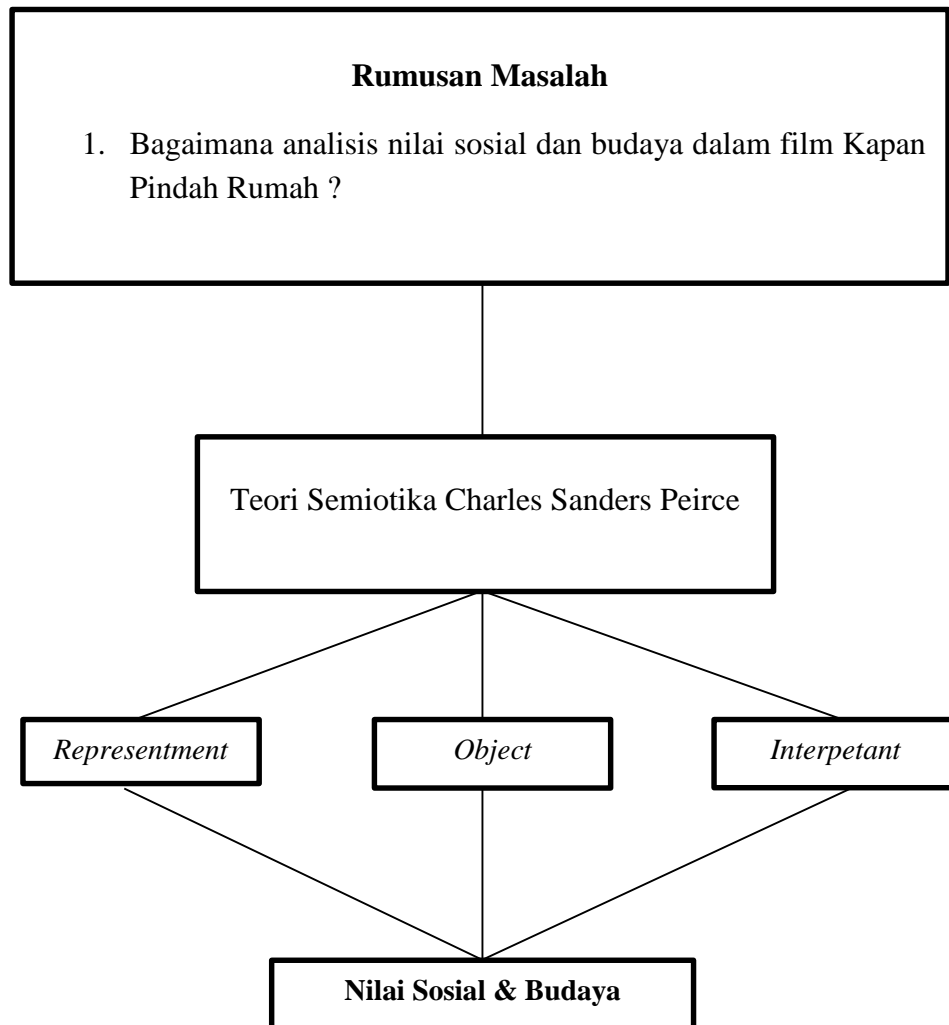 Rumusan Masalah
1. Bagaimana analisis nilai sosial dan budaya dalam film Kapan
Pindah Rumah ?
Teori Semiotika Charles Sanders Peirce
Representment
Object
Interpetant
Nilai Sosial & Budaya